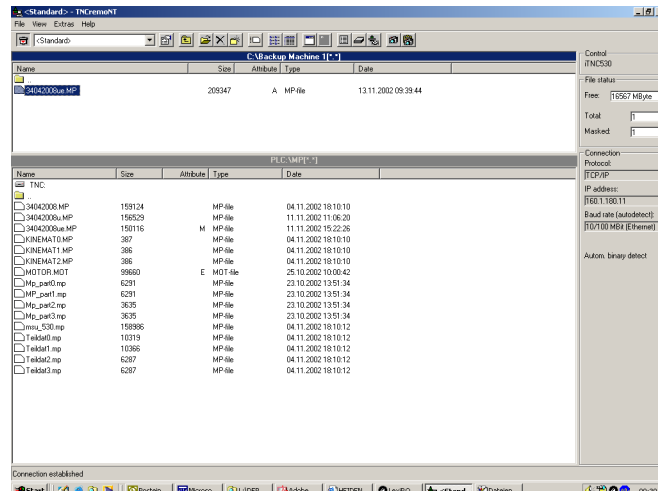 <Standard> - TNCremoNT
File View Extras Help
<Standard>
C:\Backup Machine 1[*.*]
Name Size Attribute Type Date
..
34042008ue.MP 209347 A MP-file 13.11.2002 09:39:44
PLC:\MP[*.*]
Name Size Attribute Type Date
TNC:
..
34042008.MP 159124 MP-file 04.11.2002 18:10:10
34042008u.MP 156529 MP-file 11.11.2002 11:06:20
34042008ue.MP 150116 M MP-file 11.11.2002 15:22:26
KINEMAT0.MP 387 MP-file 04.11.2002 18:10:10
KINEMAT1.MP 386 MP-file 04.11.2002 18:10:10
KINEMAT2.MP 386 MP-file 04.11.2002 18:10:10
MOTOR.MOT 99660 E MOT-file 25.10.2002 10:00:42
Mp_part0.mp 6291 MP-file 23.10.2002 13:51:34
MP_part1.mp 6291 MP-file 23.10.2002 13:51:34
Mp_part2.mp 3635 MP-file 23.10.2002 13:51:34
Mp_part3.mp 3635 MP-file 23.10.2002 13:51:34
msu_530.mp 158986 MP-file 04.11.2002 18:10:12
Teildat0.mp 10319 MP-file 04.11.2002 18:10:12
Teildat1.mp 10366 MP-file 04.11.2002 18:10:12
Teildat2.mp 6287 MP-file 04.11.2002 18:10:12
Teildat3.mp 6287 MP-file 04.11.2002 18:10:12
Control
iTNC530
File status
Free: 16567 MByte
Total: 1
Masked: 1
Connection
Protocol:
TCP/IP
IP address:
160.1.180.11
Baud rate (autodetect):
10/100 MBit (Ethernet)
Autom. binary detect
Connection established